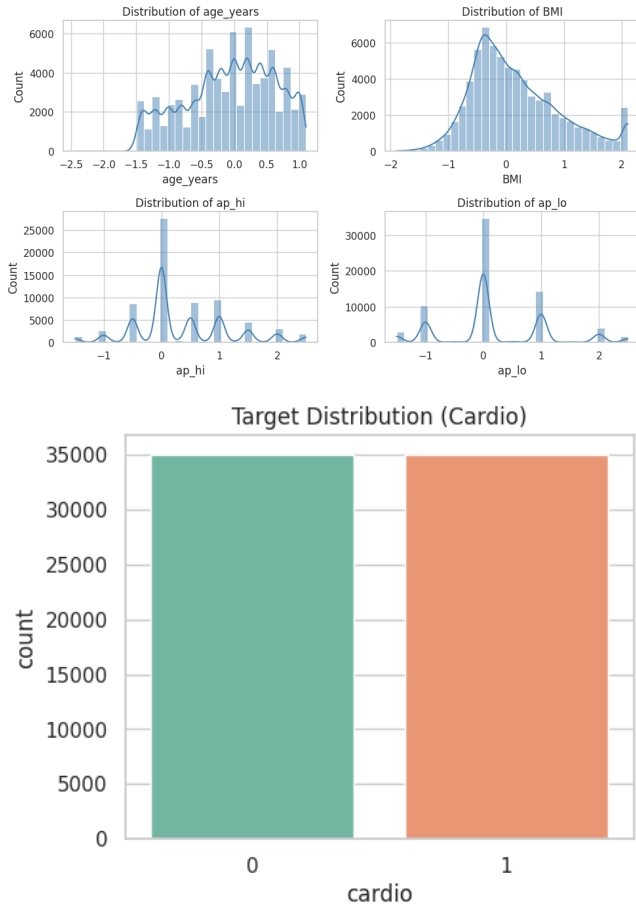 Distribution of age_years
6000
4000
2000
0
Count
−2.5 −2.0 −1.5 −1.0 −0.5 0.0 0.5 1.0
age_years
Distribution of BMI
6000
4000
2000
0
Count
−2 −1 0 1 2
BMI
Distribution of ap_hi
25000
20000
15000
10000
5000
0
Count
−1 0 1 2
ap_hi
Distribution of ap_lo
30000
20000
10000
0
Count
−1 0 1 2
ap_lo
Target Distribution (Cardio)
35000
30000
25000
20000
15000
10000
5000
0
count
0 1
cardio